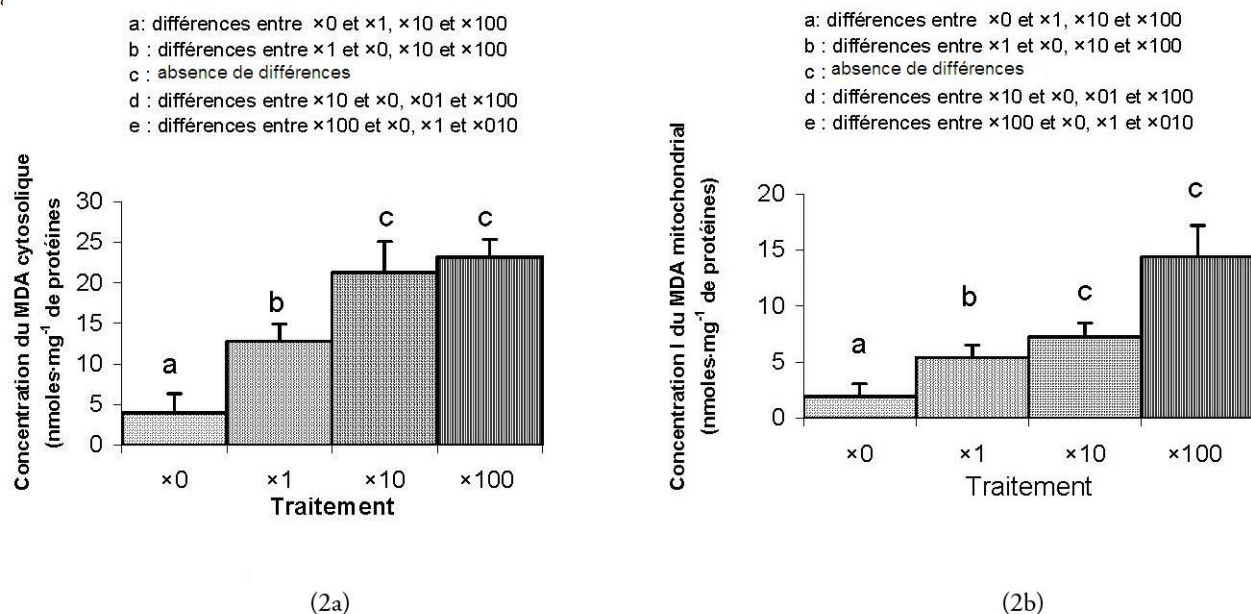 a: différences entre ×0 et ×1, ×10 et ×100
b : différences entre ×1 et ×0, ×10 et ×100
c : absence de différences
d : différences entre ×10 et ×0, ×01 et ×100
e : différences entre ×100 et ×0, ×1 et ×010
Concentration du MDA cytosolique
(nmoles·mg⁻¹ de protéines
30
25
20
15
10
5
0
a
b
c
c
×0
×1
×10
×100
Traitement
(2a)
a: différences entre ×0 et ×1, ×10 et ×100
b : différences entre ×1 et ×0, ×10 et ×100
c : absence de différences
d : différences entre ×10 et ×0, ×01 et ×100
e : différences entre ×100 et ×0, ×1 et ×010
Concentration l du MDA mitochondrial
(nmoles·mg⁻¹ de protéines)
20
15
10
5
0
a
b
c
c
×0
×1
×10
×100
Traitement
(2b)